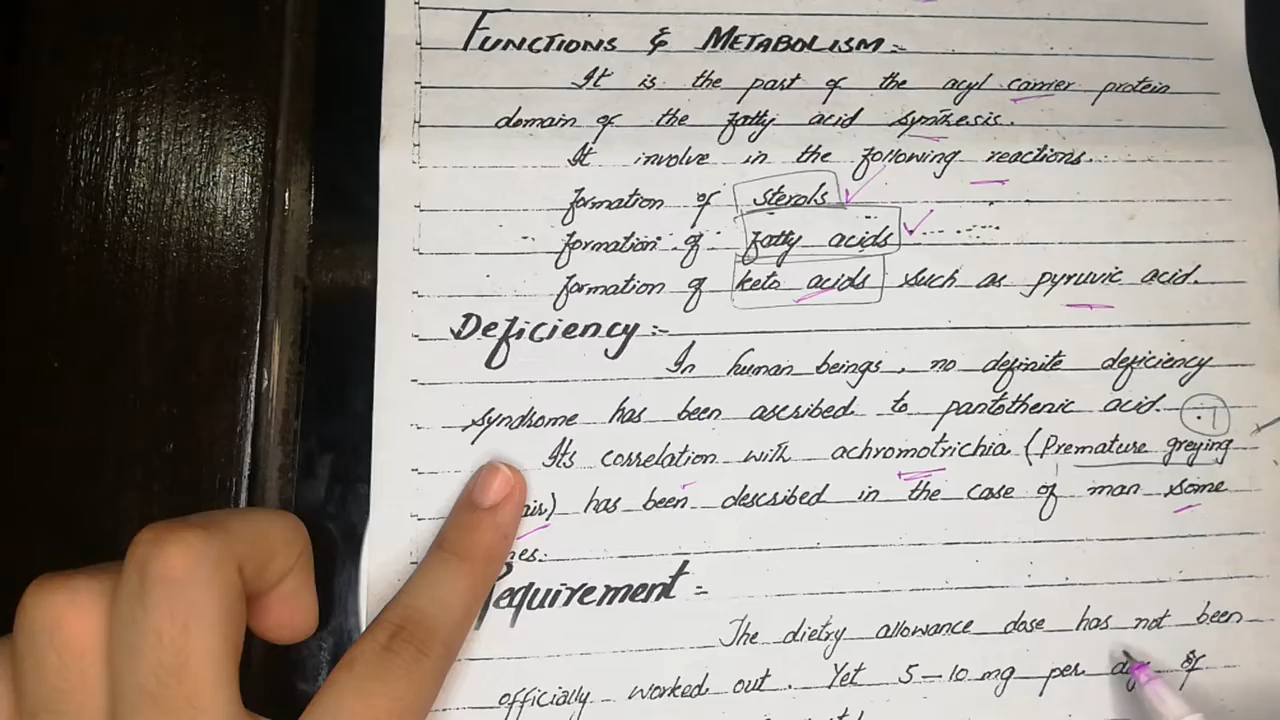 FUNCTIONS & METABOLISM :-
It is the part of the acyl carrier protein
domain of the fatty acid synthesis.
It involve in the following reactions.
formation of sterols
formation of fatty acids
formation of keto acids such as pyruvic acid.
Deficiency :-
In human beings, no definite deficiency
syndrome has been ascribed to pantothenic acid.
Its correlation with achromotrichia (Premature greying
air) has been described in the case of man some
mes.
Requirement :-
The dietry allowance dose has not been
officially worked out. Yet 5-10 mg per day of